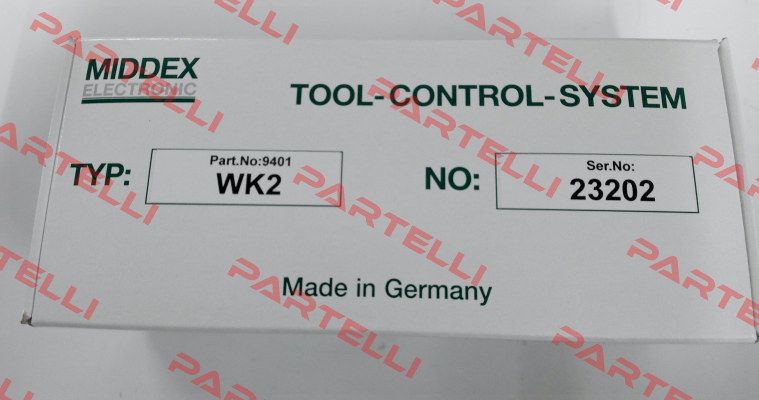 MIDDEX
ELECTRONIC
TOOL-CONTROL-SYSTEM
TYP:
Part.No:9401
WK2
NO:
Ser.No:
23202
Made in Germany
PARTELLI